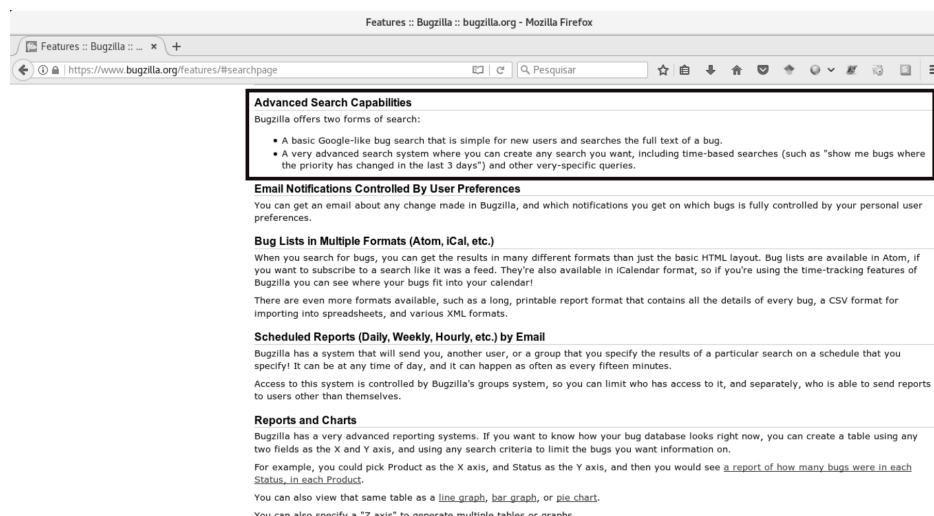 Features :: Bugzilla :: bugzilla.org - Mozilla Firefox
Features :: Bugzilla :: ... × +
https://www.bugzilla.org/features/#searchpage
Pesquisar
Advanced Search Capabilities
Bugzilla offers two forms of search:
• A basic Google-like bug search that is simple for new users and searches the full text of a bug.
• A very advanced search system where you can create any search you want, including time-based searches (such as "show me bugs where
the priority has changed in the last 3 days") and other very-specific queries.
Email Notifications Controlled By User Preferences
You can get an email about any change made in Bugzilla, and which notifications you get on which bugs is fully controlled by your personal user
preferences.
Bug Lists in Multiple Formats (Atom, iCal, etc.)
When you search for bugs, you can get the results in many different formats than just the basic HTML layout. Bug lists are available in Atom, if
you want to subscribe to a search like it was a feed. They're also available in iCalendar format, so if you're using the time-tracking features of
Bugzilla you can see where your bugs fit into your calendar!
There are even more formats available, such as a long, printable report format that contains all the details of every bug, a CSV format for
importing into spreadsheets, and various XML formats.
Scheduled Reports (Daily, Weekly, Hourly, etc.) by Email
Bugzilla has a system that will send you, another user, or a group that you specify the results of a particular search on a schedule that you
specify! It can be at any time of day, and it can happen as often as every fifteen minutes.
Access to this system is controlled by Bugzilla's groups system, so you can limit who has access to it, and separately, who is able to send reports
to users other than themselves.
Reports and Charts
Bugzilla has a very advanced reporting systems. If you want to know how your bug database looks right now, you can create a table using any
two fields as the X and Y axis, and using any search criteria to limit the bugs you want information on.
For example, you could pick Product as the X axis, and Status as the Y axis, and then you would see a report of how many bugs were in each
Status, in each Product.
You can also view that same table as a line graph, bar graph, or pie chart.
You can also specify a "Z axis" to generate multiple tables or graphs.